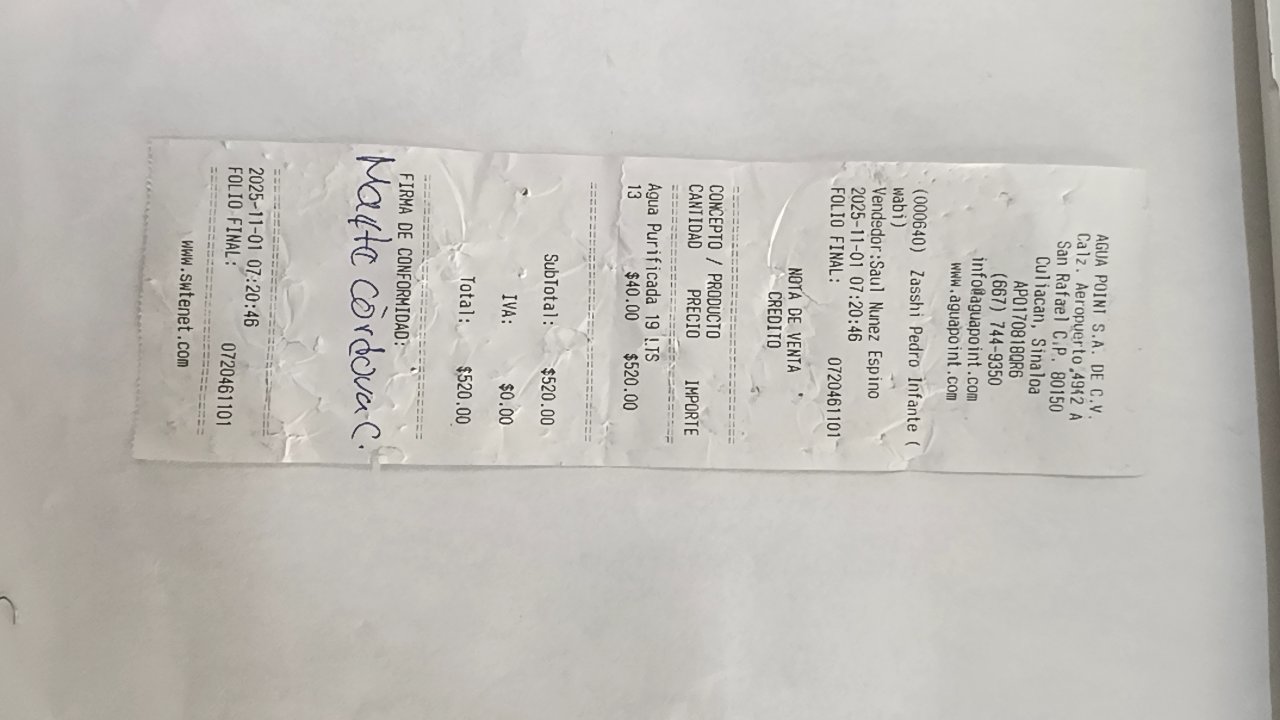 AGUA POINT S.A. DE C.V.
Calz. Aeropuerto,4912 A
San Rafael C.P. 80150
Culiacan, Sinaloa
APO170818QR6
(667) 744-9350
info@aguapoint.com
www.aguapoint.com
(000640) Zasshi Pedro Infante (
wabi)
Vendedor:Saul Nunez Espino
2025-11-01 07:20:46
FOLIO FINAL: 0720461101
NOTA DE VENTA
CREDITO
CONCEPTO / PRODUCTO
CANTIDAD PRECIO IMPORTE
Agua Purificada 19 LTS
13 $40.00 $520.00
SubTotal: $520.00
IVA: $0.00
Total: $520.00
FIRMA DE CONFORMIDAD:
Mayta Còrdova C.
2025-11-01 07:20:46
FOLIO FINAL: 0720461101
www.swtenet.com